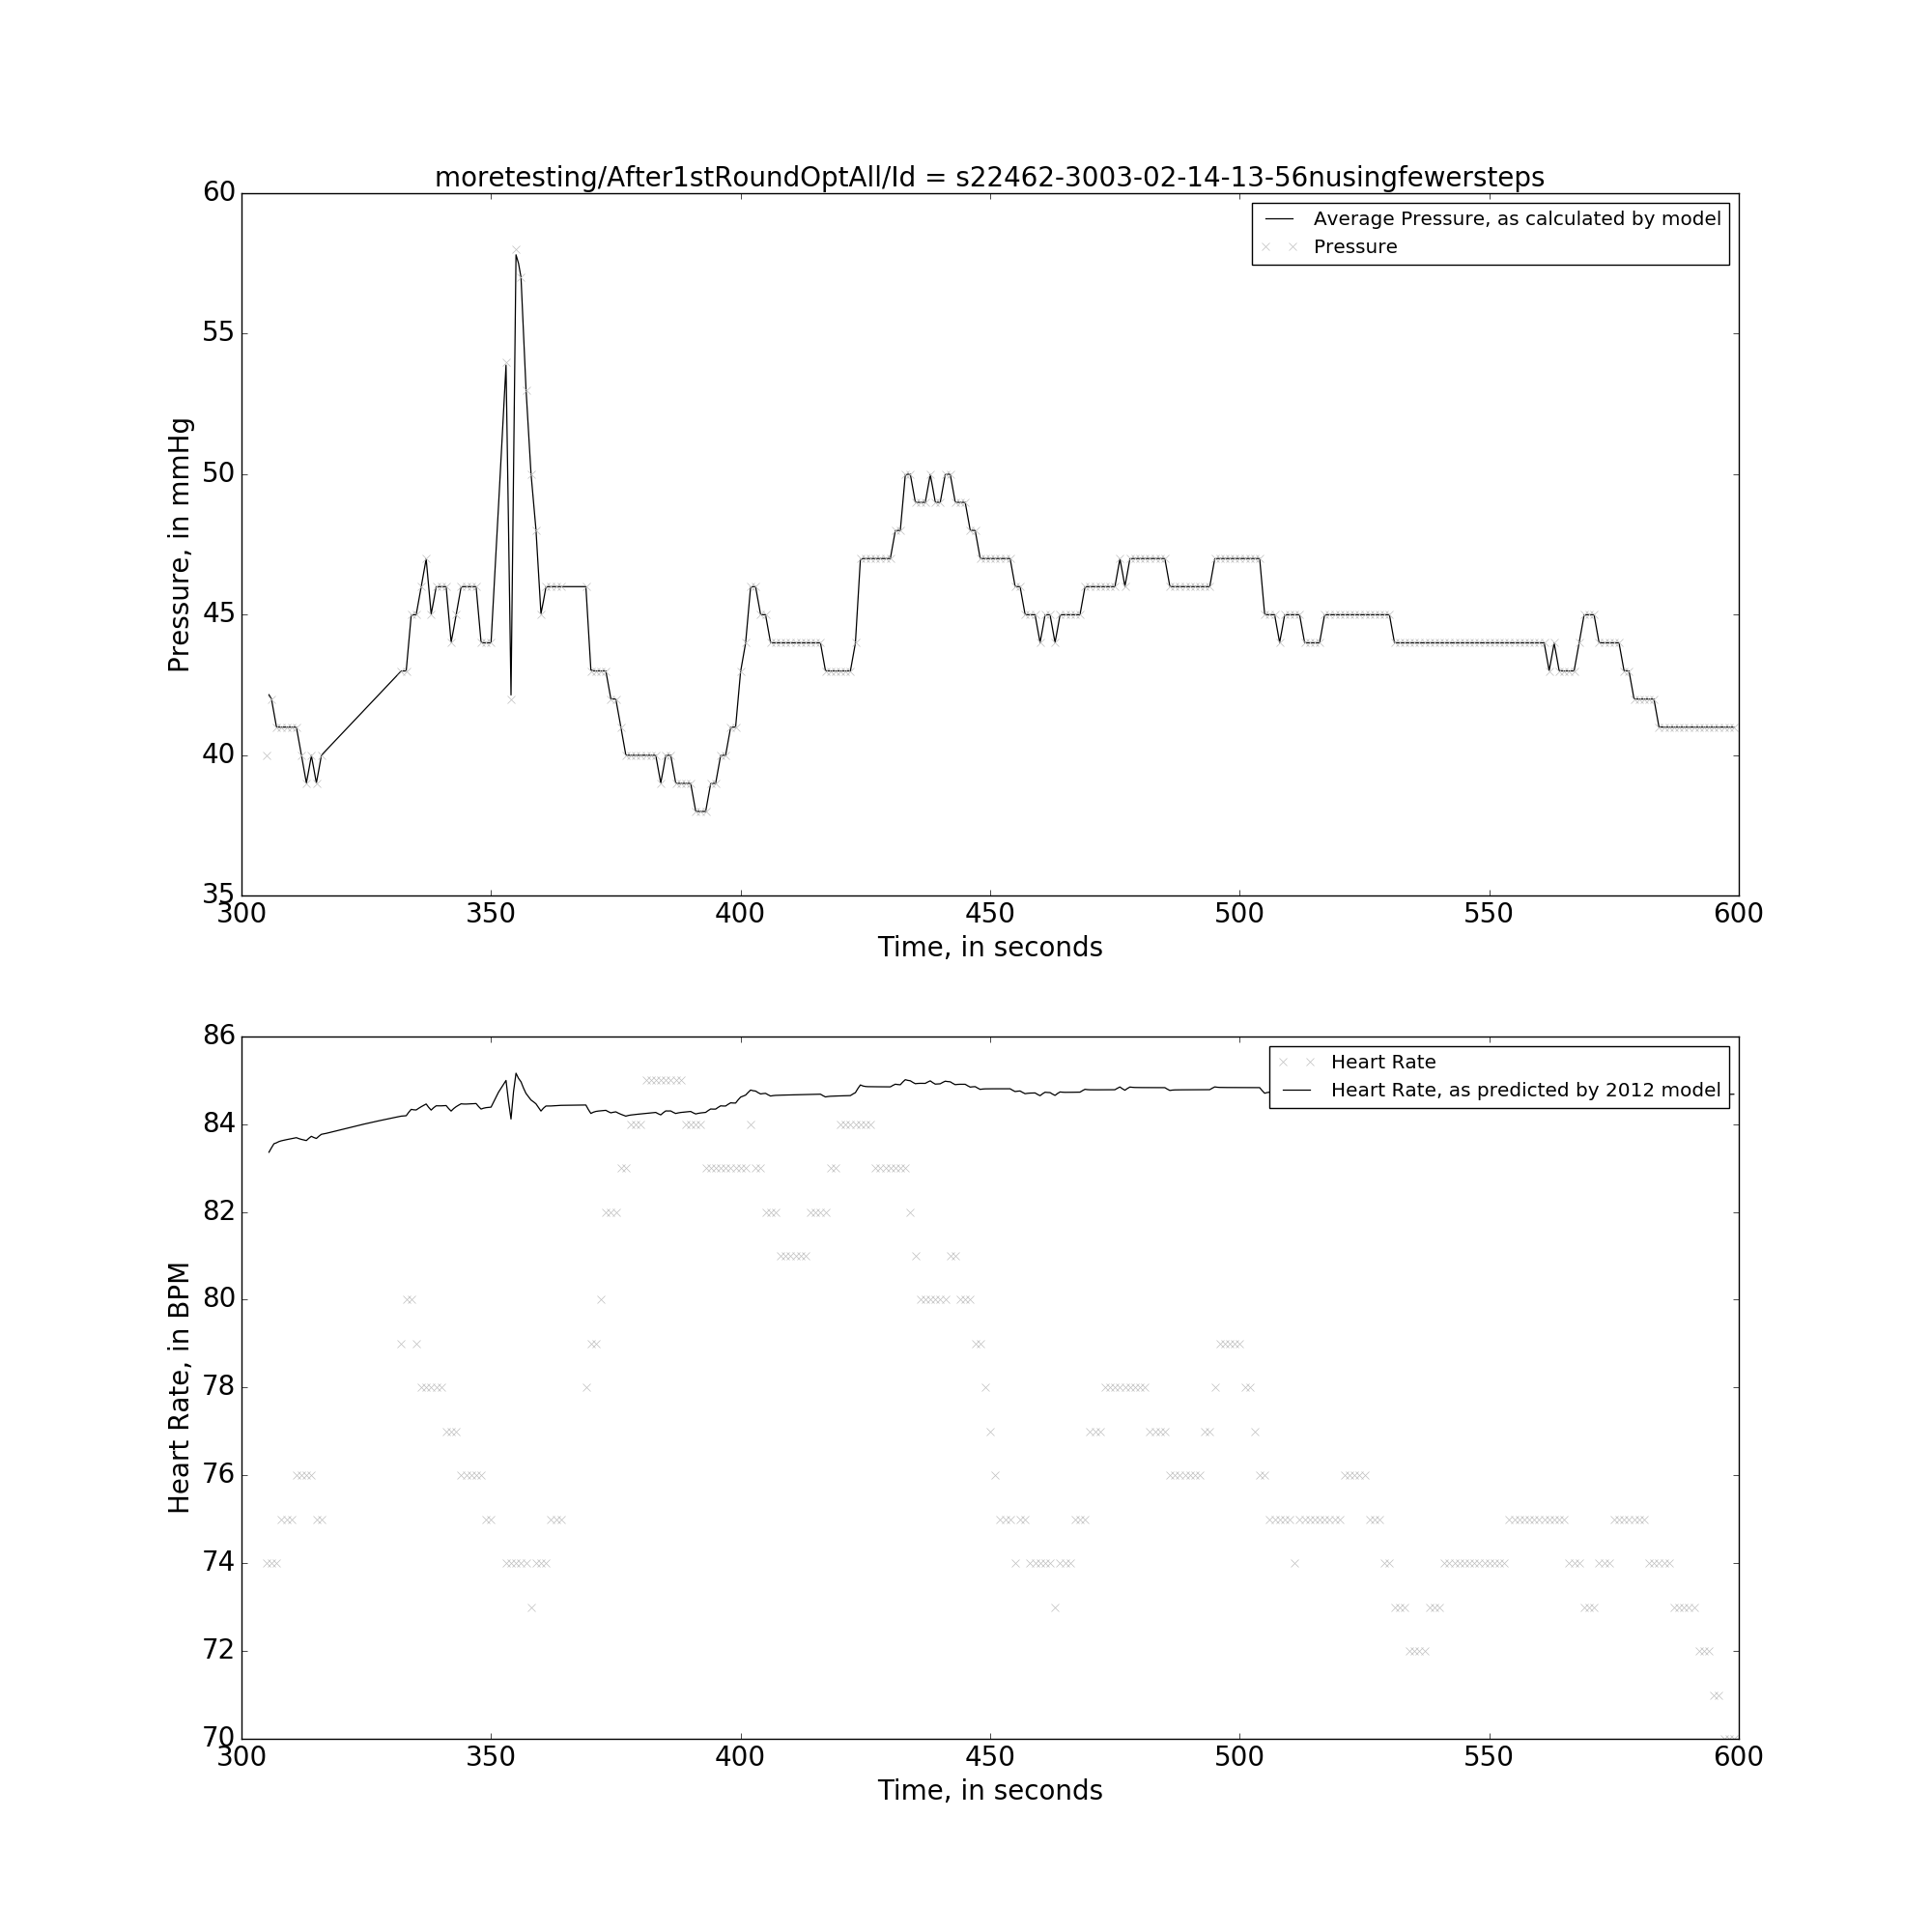 moretesting/After1stRoundOptAll/Id = s22462-3003-02-14-13-56nusingfewersteps
60
55
50
45
40
35
Pressure, in mmHg
Average Pressure, as calculated by model
Pressure
300 350 400 450 500 550 600
Time, in seconds
86
84
82
80
78
76
74
72
70
Heart Rate, in BPM
Heart Rate
Heart Rate, as predicted by 2012 model
300 350 400 450 500 550 600
Time, in seconds